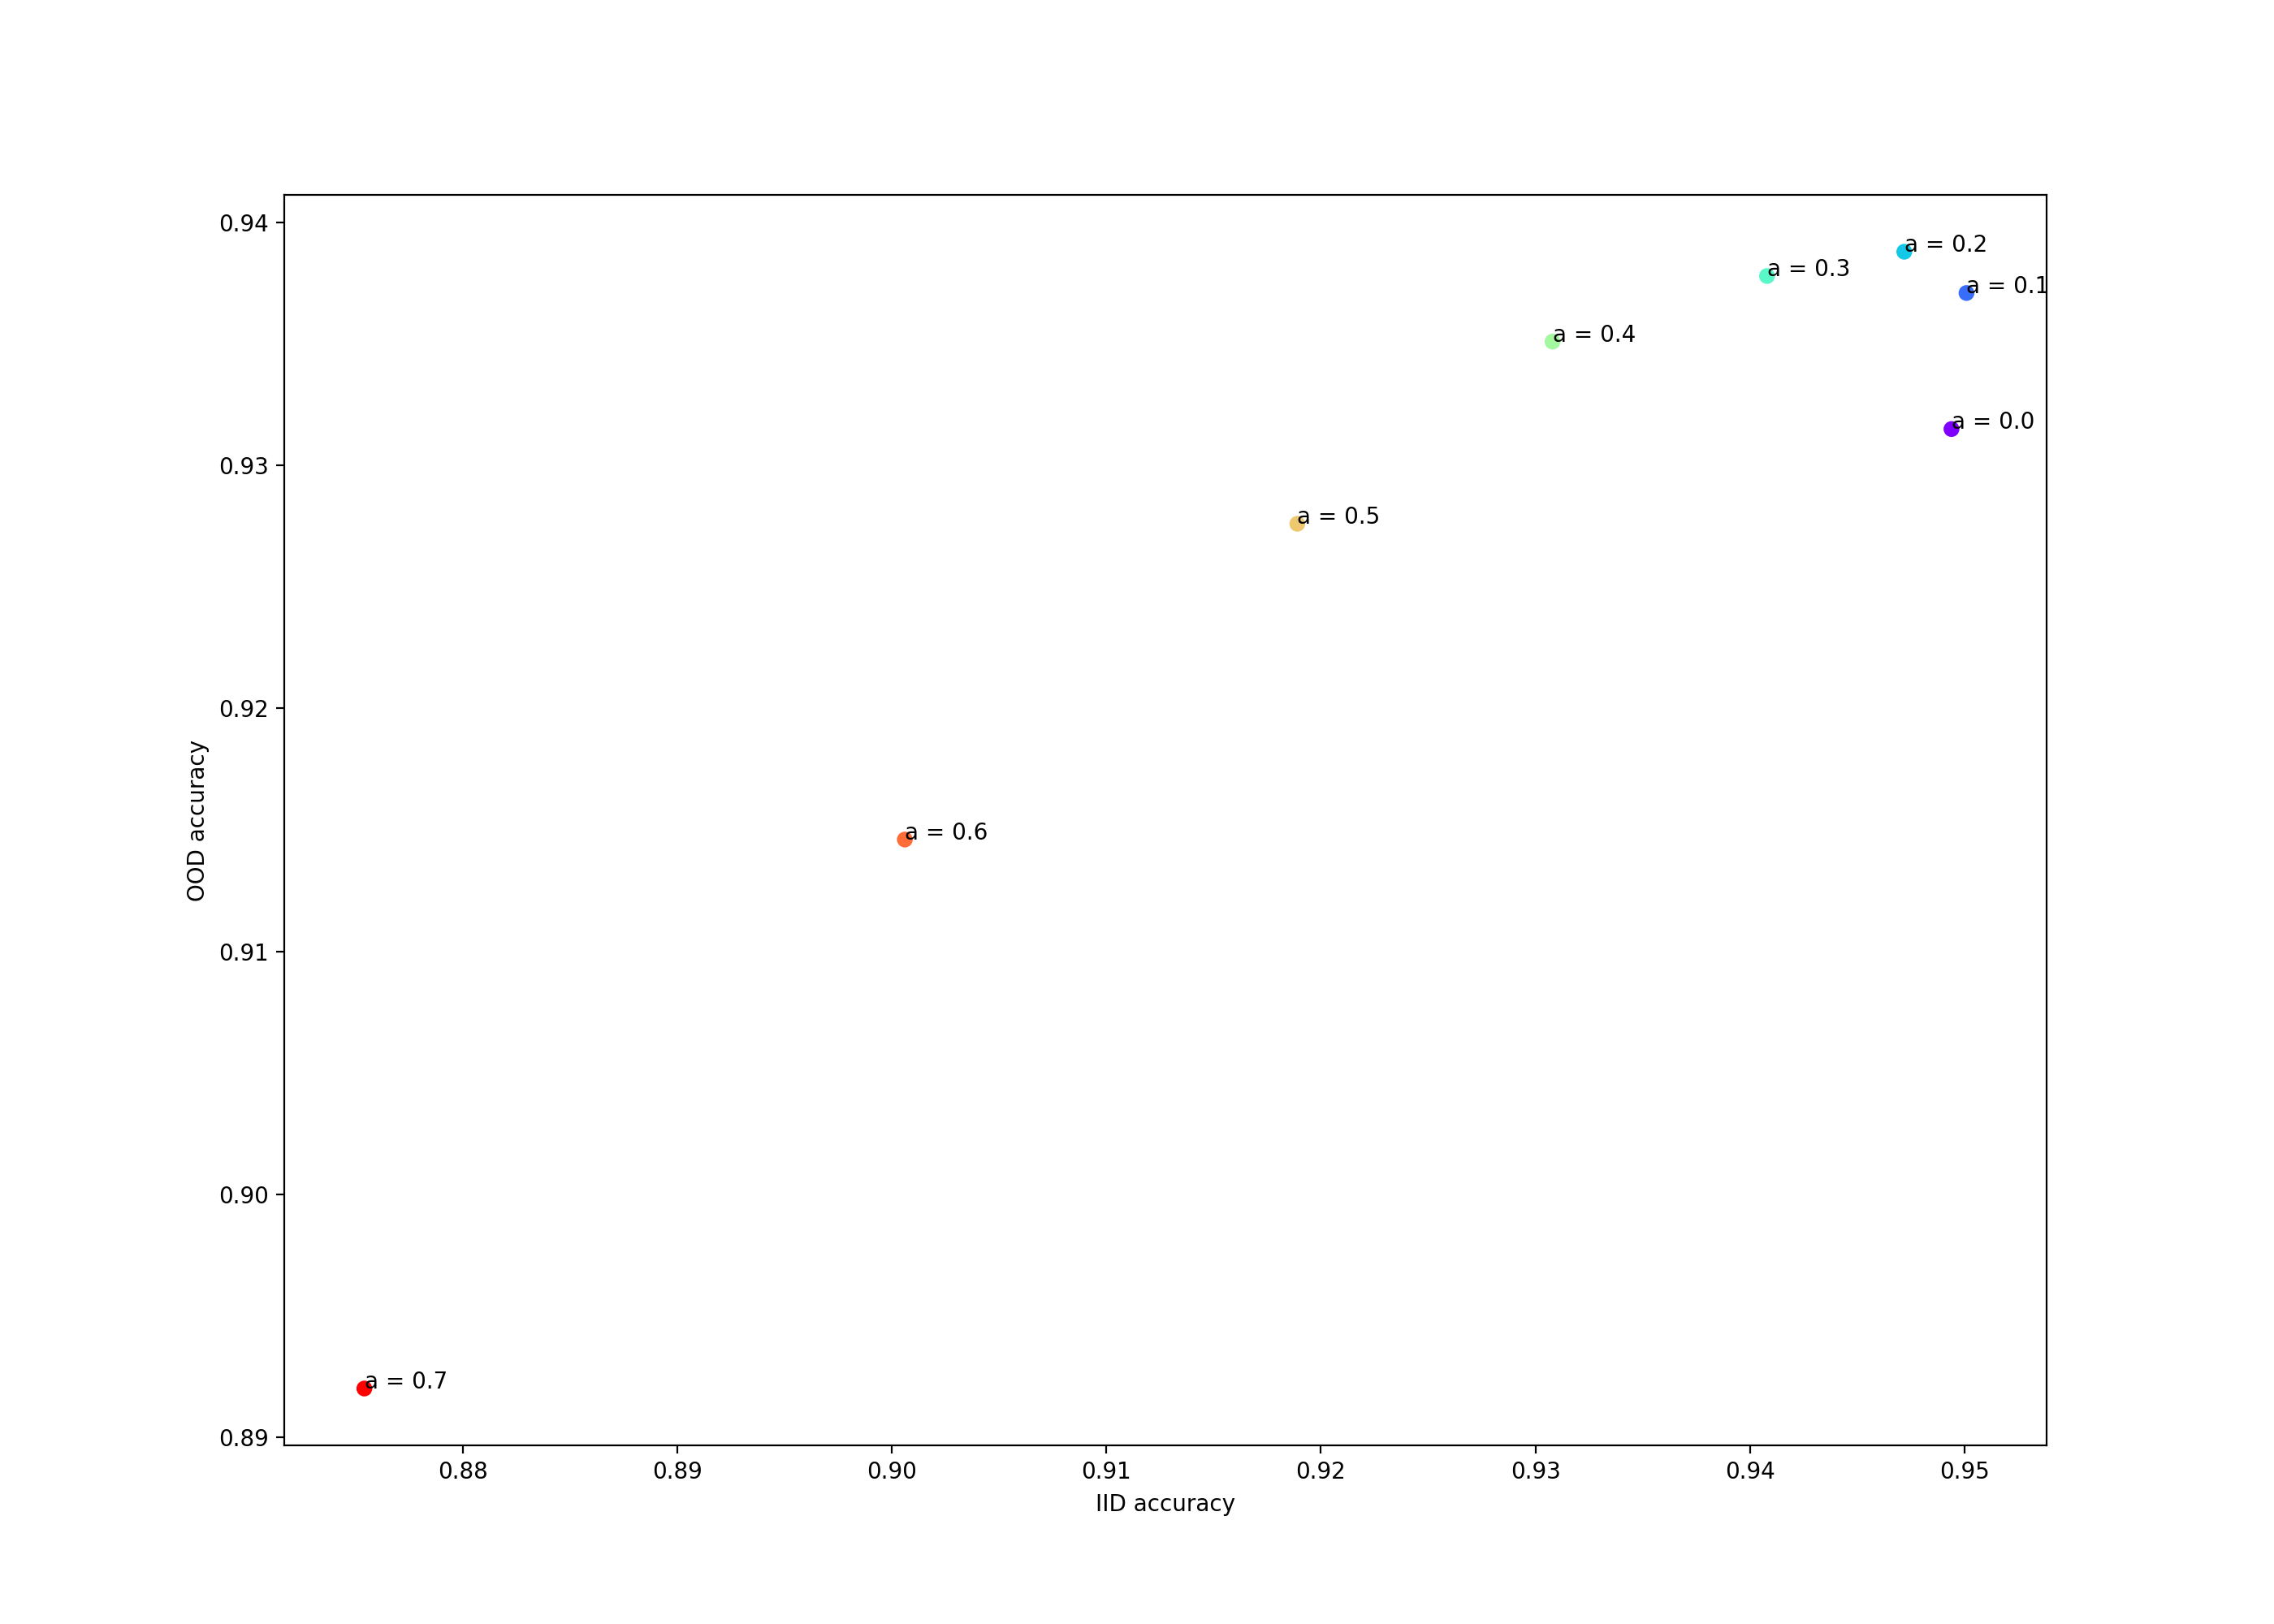 0.94
a = 0.2
a = 0.3
a = 0.1
a = 0.4
a = 0.0
0.93
a = 0.5
0.92
OOD accuracy
a = 0.6
0.91
0.90
a = 0.7
0.89
0.88 0.89 0.90 0.91 0.92 0.93 0.94 0.95
IID accuracy